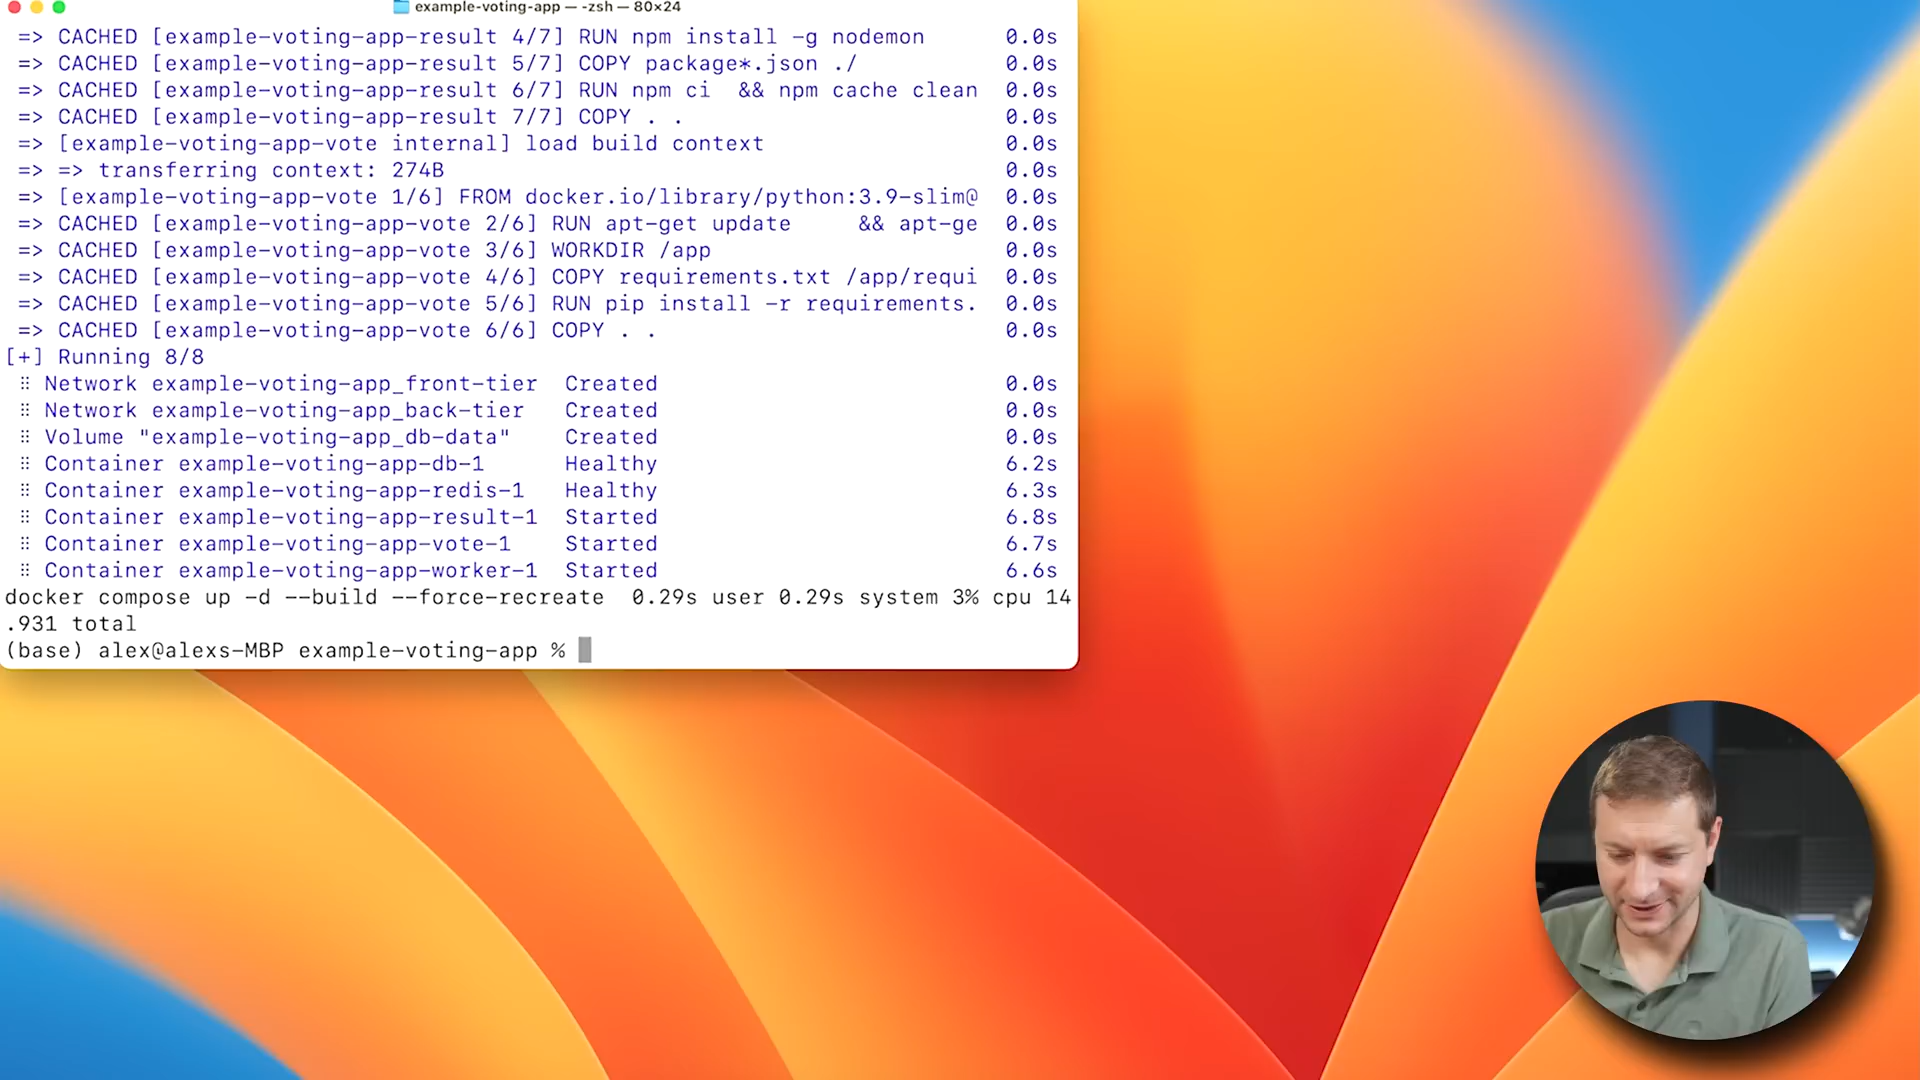 example-voting-app — -zsh — 80×24
=> CACHED [example-voting-app-result 4/7] RUN npm install -g nodemon 0.0s
=> CACHED [example-voting-app-result 5/7] COPY package*.json ./ 0.0s
=> CACHED [example-voting-app-result 6/7] RUN npm ci  && npm cache clean 0.0s
=> CACHED [example-voting-app-result 7/7] COPY . . 0.0s
=> [example-voting-app-vote internal] load build context 0.0s
=> => transferring context: 274B 0.0s
=> [example-voting-app-vote 1/6] FROM docker.io/library/python:3.9-slim@ 0.0s
=> CACHED [example-voting-app-vote 2/6] RUN apt-get update     && apt-ge 0.0s
=> CACHED [example-voting-app-vote 3/6] WORKDIR /app 0.0s
=> CACHED [example-voting-app-vote 4/6] COPY requirements.txt /app/requi 0.0s
=> CACHED [example-voting-app-vote 5/6] RUN pip install -r requirements. 0.0s
=> CACHED [example-voting-app-vote 6/6] COPY . . 0.0s
[+] Running 8/8
⠿ Network example-voting-app_front-tier  Created 0.0s
⠿ Network example-voting-app_back-tier  Created 0.0s
⠿ Volume "example-voting-app_db-data"  Created 0.0s
⠿ Container example-voting-app-db-1  Healthy 6.2s
⠿ Container example-voting-app-redis-1  Healthy 6.3s
⠿ Container example-voting-app-result-1  Started 6.8s
⠿ Container example-voting-app-vote-1  Started 6.7s
⠿ Container example-voting-app-worker-1  Started 6.6s
docker compose up -d --build --force-recreate  0.29s user 0.29s system 3% cpu 14
.931 total
(base) alex@alexs-MBP example-voting-app %